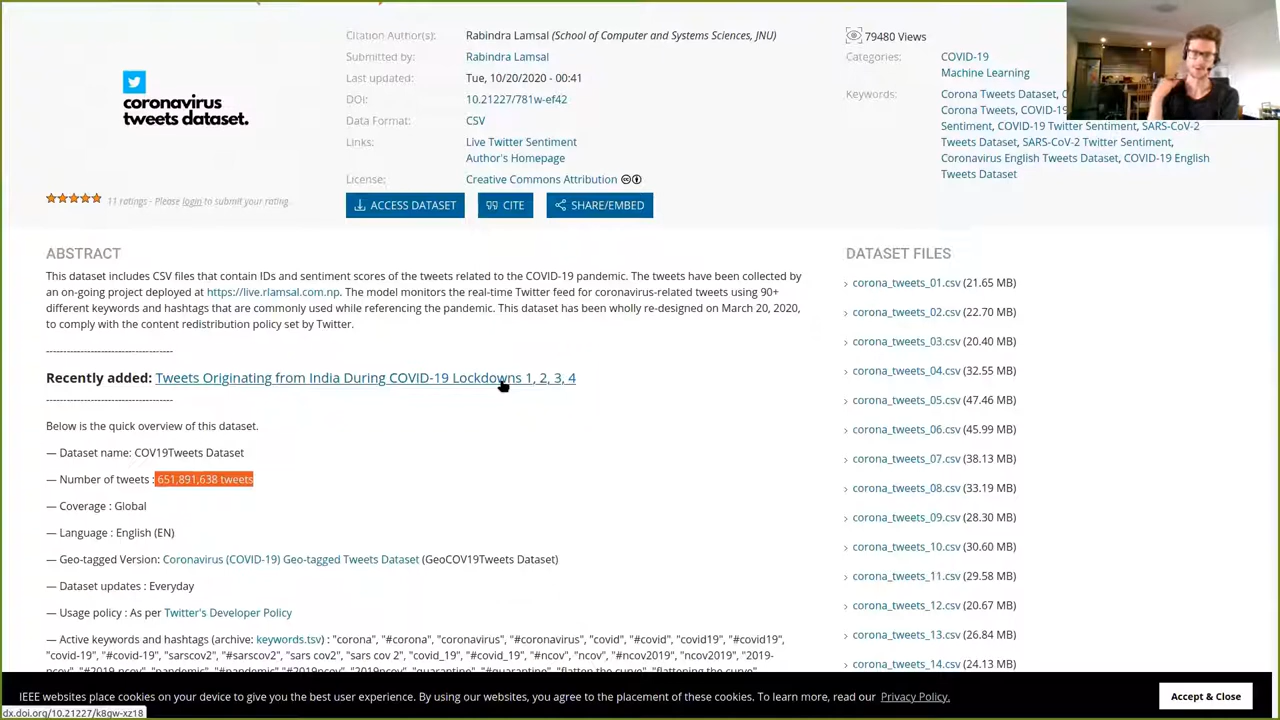 Citation Author(s): Rabindra Lamsal (School of Computer and Systems Sciences, JNU)
Submitted by: Rabindra Lamsal
Last updated: Tue, 10/20/2020 - 00:41
DOI: 10.21227/781w-ef42
Data Format: CSV
Links: Live Twitter Sentiment
Author's Homepage
License: Creative Commons Attribution
ACCESS DATASET CITE SHARE/EMBED
coronavirus
tweets dataset.
11 ratings - Please login to submit your rating.
79480 Views
Categories: COVID-19
Machine Learning
Keywords: Corona Tweets Dataset,
Corona Tweets, COVID-19
Sentiment, COVID-19 Twitter Sentiment, SARS-CoV-2
Tweets Dataset, SARS-CoV-2 Twitter Sentiment,
Coronavirus English Tweets Dataset, COVID-19 English
Tweets Dataset
ABSTRACT
This dataset includes CSV files that contain IDs and sentiment scores of the tweets related to the COVID-19 pandemic. The tweets have been collected by
an on-going project deployed at https://live.rlamsal.com.np. The model monitors the real-time Twitter feed for coronavirus-related tweets using 90+
different keywords and hashtags that are commonly used while referencing the pandemic. This dataset has been wholly re-designed on March 20, 2020,
to comply with the content redistribution policy set by Twitter.
-------------------------------------
Recently added: Tweets Originating from India During COVID-19 Lockdowns 1, 2, 3, 4
-------------------------------------
Below is the quick overview of this dataset.
— Dataset name: COV19Tweets Dataset
— Number of tweets : 651,891,638 tweets
— Coverage : Global
— Language : English (EN)
— Geo-tagged Version: Coronavirus (COVID-19) Geo-tagged Tweets Dataset (GeoCOV19Tweets Dataset)
— Dataset updates : Everyday
— Usage policy : As per Twitter's Developer Policy
— Active keywords and hashtags (archive: keywords.tsv) : "corona", "#corona", "coronavirus", "#coronavirus", "covid", "#covid", "covid19", "#covid19",
"covid-19", "#covid-19", "sarscov2", "#sarscov2", "sars cov2", "sars cov 2", "covid_19", "#covid_19", "#ncov", "ncov", "#ncov2019", "ncov2019", "2019-
ncov", "#2019-ncov", "pandemic", "#pandemic" "#2019ncov", "2019ncov", "quarantine", "#quarantine", "flatten the curve", "flattening the curve",
DATASET FILES
corona_tweets_01.csv (21.65 MB)
corona_tweets_02.csv (22.70 MB)
corona_tweets_03.csv (20.40 MB)
corona_tweets_04.csv (32.55 MB)
corona_tweets_05.csv (47.46 MB)
corona_tweets_06.csv (45.99 MB)
corona_tweets_07.csv (38.13 MB)
corona_tweets_08.csv (33.19 MB)
corona_tweets_09.csv (28.30 MB)
corona_tweets_10.csv (30.60 MB)
corona_tweets_11.csv (29.58 MB)
corona_tweets_12.csv (20.67 MB)
corona_tweets_13.csv (26.84 MB)
corona_tweets_14.csv (24.13 MB)
IEEE websites place cookies on your device to give you the best user experience. By using our websites, you agree to the placement of these cookies. To learn more, read our Privacy Policy.
Accept & Close
dx.doi.org/10.21227/k8gw-xz18